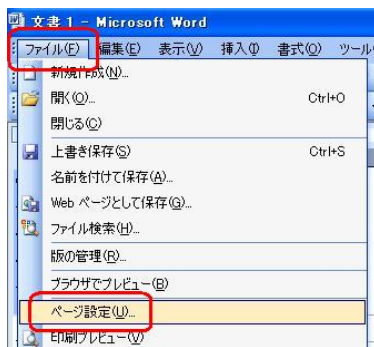 文書 1 - Microsoft Word
ファイル(F) 編集(E) 表示(V) 挿入(I) 書式(O) ツール
新規作成(N)...
開く(O)... Ctrl+O
閉じる(C)
上書き保存(S) Ctrl+S
名前を付けて保存(A)...
Web ページとして保存(G)...
ファイル検索(H)...
版の管理(R)...
ブラウザでプレビュー(B)
ページ設定(U)...
印刷プレビュー(V)